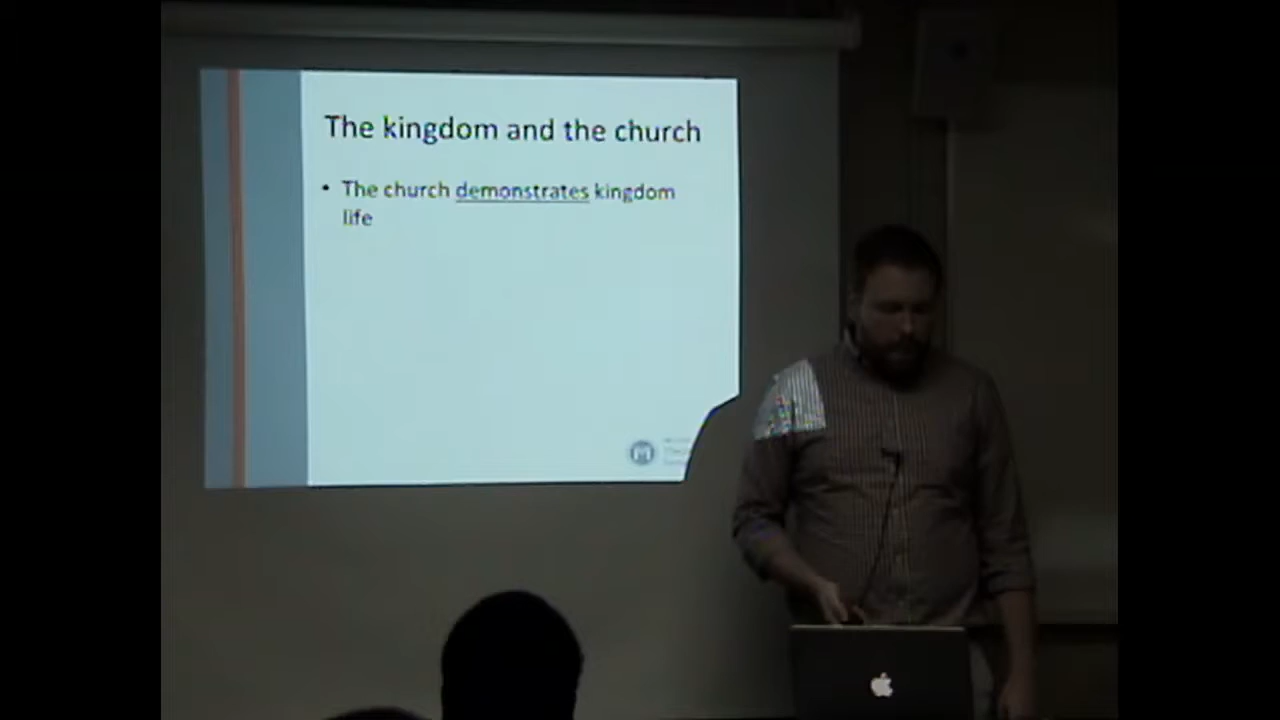 The kingdom and the church
• The church demonstrates kingdom
life